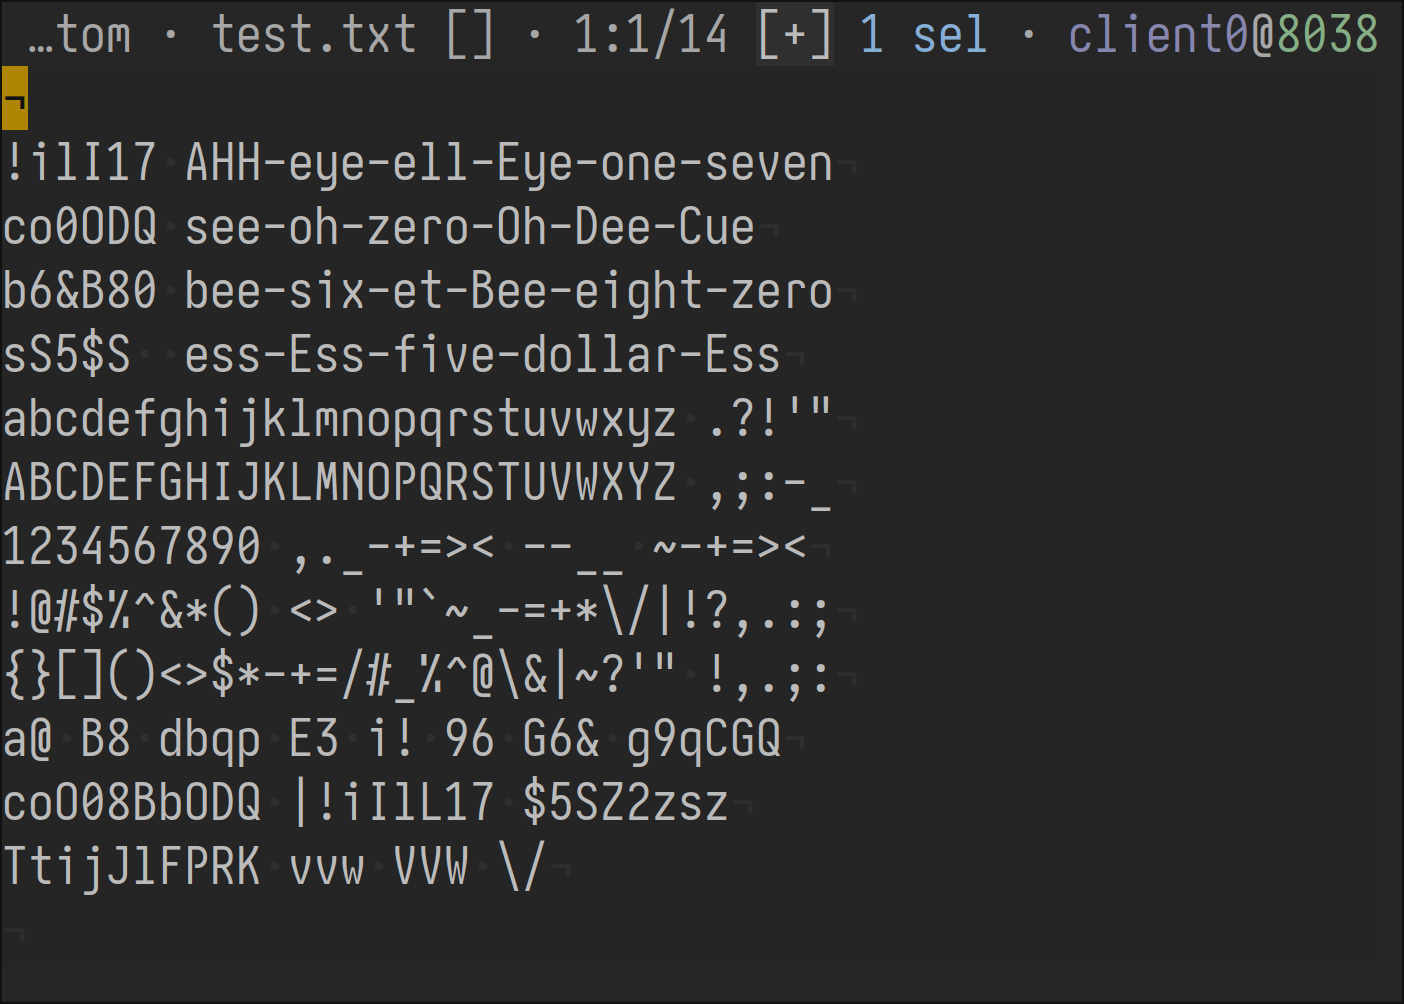 …tom · test.txt [] · 1:1/14 [+] 1 sel · client0@8038
¬
!ilI17·AHH-eye-ell-Eye-one-seven¬
co0ODQ·see-oh-zero-Oh-Dee-Cue¬
b6&B80·bee-six-et-Bee-eight-zero¬
sS5$S··ess-Ess-five-dollar-Ess¬
abcdefghijklmnopqrstuvwxyz·.?!'"¬
ABCDEFGHIJKLMNOPQRSTUVWXYZ·,;:-_¬
1234567890·,._-+=><·--__·~-+=><¬
!@#$%^&*()·<>·'"`~_-=+*\/|!?,.:;¬
{}[]()<>$*-+=/#_%^@\&|~?'"·!,.;:¬
a@·B8·dbqp·E3·i!·96·G6&·g9qCGQ¬
coO08BbODQ·|!iIlL17·$5SZ2zsz¬
TtijJlFPRK·vvw·VVW·\/¬
¬